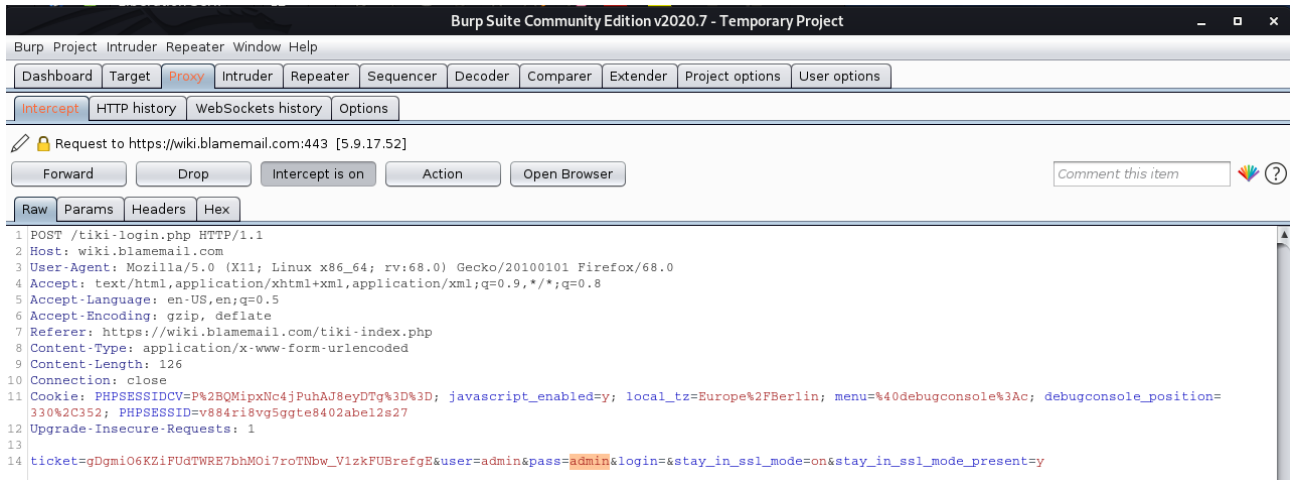 Burp Suite Community Edition v2020.7 - Temporary Project
Burp Project Intruder Repeater Window Help
Dashboard Target Proxy Intruder Repeater Sequencer Decoder Comparer Extender Project options User options
Intercept HTTP history WebSockets history Options
Request to https://wiki.blamemail.com:443 [5.9.17.52]
Forward Drop Intercept is on Action Open Browser Comment this item ?
Raw Params Headers Hex
1 POST /tiki-login.php HTTP/1.1
2 Host: wiki.blamemail.com
3 User-Agent: Mozilla/5.0 (X11; Linux x86_64; rv:68.0) Gecko/20100101 Firefox/68.0
4 Accept: text/html,application/xhtml+xml,application/xml;q=0.9,*/*;q=0.8
5 Accept-Language: en-US,en;q=0.5
6 Accept-Encoding: gzip, deflate
7 Referer: https://wiki.blamemail.com/tiki-index.php
8 Content-Type: application/x-www-form-urlencoded
9 Content-Length: 126
10 Connection: close
11 Cookie: PHPSESSIDCV=P%2BQMipxNc4jPuhAJ8eyDTg%3D%3D; javascript_enabled=y; local_tz=Europe%2FBerlin; menu=%40debugconsole%3Ac; debugconsole_position=
330%2C352; PHPSESSID=v884ri8vg5ggte8402abel2s27
12 Upgrade-Insecure-Requests: 1
13
14 ticket=gDgmiO6KZiFUdTWRE7bhMOi7roTNbw_V1zkFUBrefgE&user=admin&pass=admin&login=&stay_in_ssl_mode=on&stay_in_ssl_mode_present=y